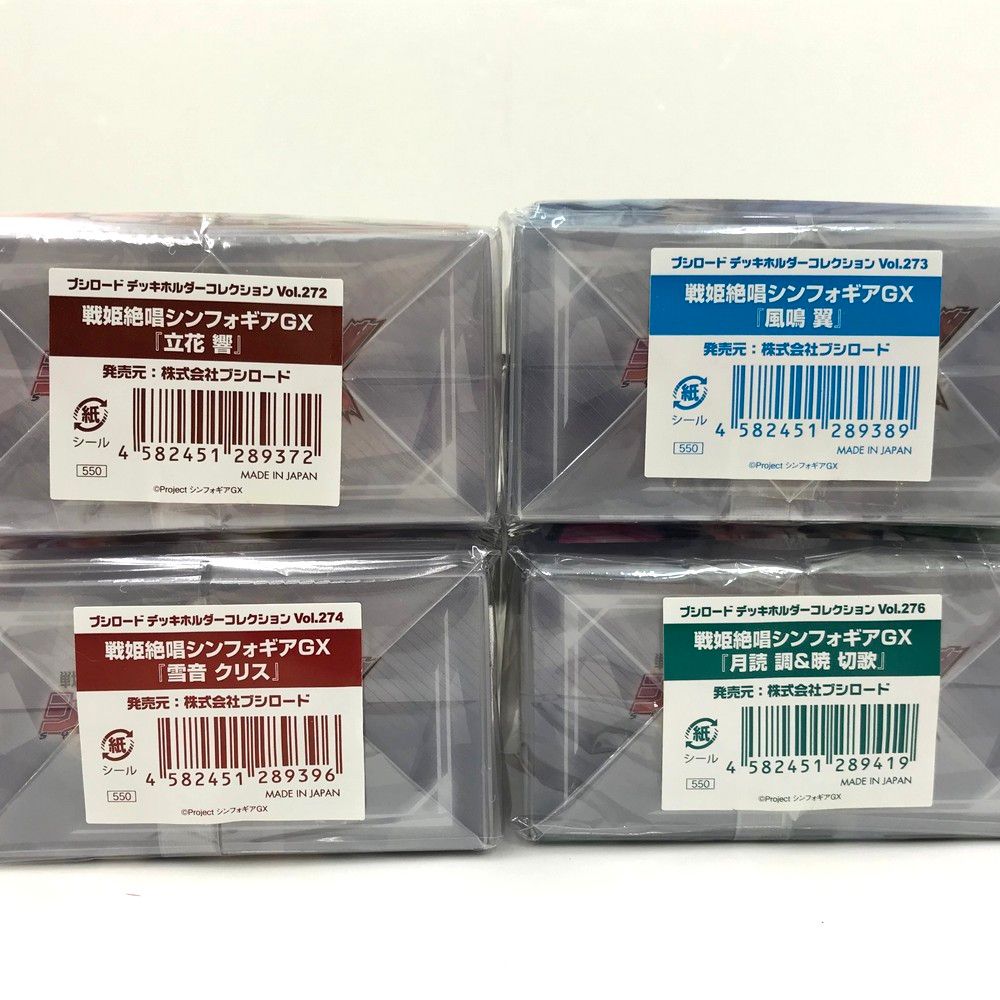 ブシロード デッキホルダーコレクション Vol.272
戦姫絶唱シンフォギアGX
『立花 響』
発売元：株式会社ブシロード
紙
シール
4 582451 289372
550
MADE IN JAPAN
©Project シンフォギアGX
ブシロード デッキホルダーコレクション Vol.273
戦姫絶唱シンフォギアGX
『風鳴 翼』
発売元：株式会社ブシロード
紙
シール
4 582451 289389
550
MADE IN JAPAN
©Project シンフォギアGX
ブシロード デッキホルダーコレクション Vol.274
戦姫絶唱シンフォギアGX
『雪音 クリス』
発売元：株式会社ブシロード
紙
シール
4 582451 289396
550
MADE IN JAPAN
©Project シンフォギアGX
ブシロード デッキホルダーコレクション Vol.276
戦姫絶唱シンフォギアGX
『月読 調&暁 切歌』
発売元：株式会社ブシロード
紙
シール
4 582451 289419
550
MADE IN JAPAN
©Project シンフォギアGX